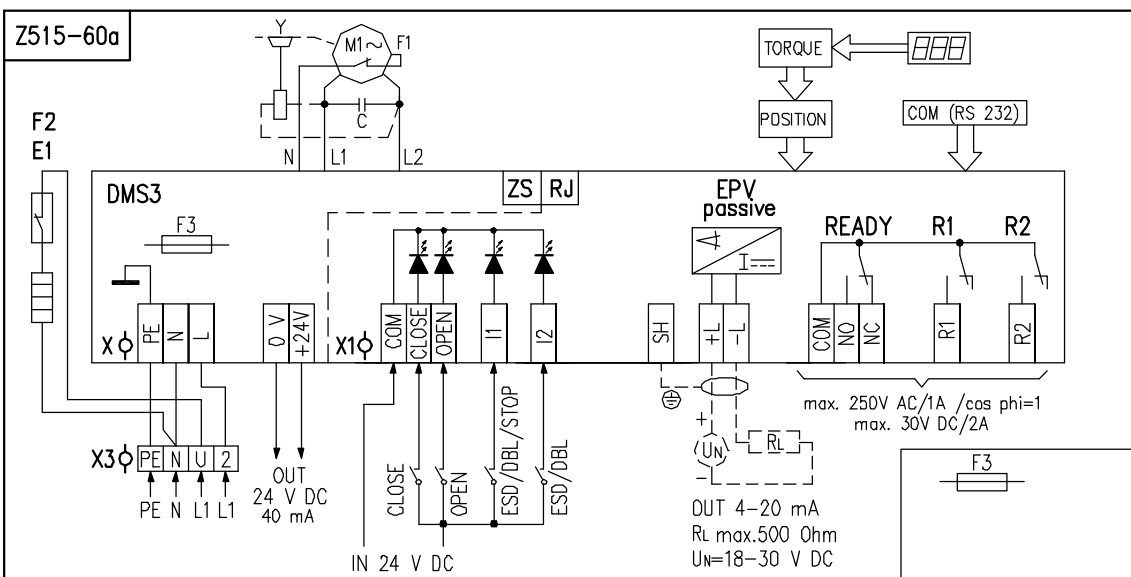 Z515-60a
Y
M1~
F1
C
N
L1
L2
TORQUE
POSITION
COM (RS 232)
F2
E1
DMS3
F3
ZS
RJ
EPV
passive
I
READY
R1
R2
X
PE
N
L
0 V
+24V
X1
COM
CLOSE
OPEN
I1
I2
SH
+L
-L
COM
NO
NC
R1
R2
max. 250V AC/1A /cos phi=1
max. 30V DC/2A
X3
PE
N
U
2
PE
N
L1
L1
OUT
24 V DC
40 mA
CLOSE
OPEN
ESD/DBL/STOP
ESD/DBL
IN 24 V DC
+
UN
-
RL
OUT 4-20 mA
RL max.500 Ohm
UN=18-30 V DC
F3